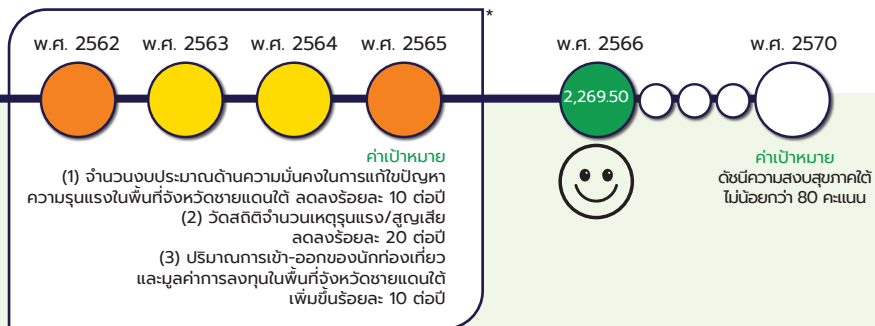 *
พ.ศ. 2562 พ.ศ. 2563 พ.ศ. 2564 พ.ศ. 2565 พ.ศ. 2566 พ.ศ. 2570
2,269.50
ค่าเป้าหมาย
(1) จำนวนงบประมาณด้านความมั่นคงในการแก้ไขปัญหา
ความรุนแรงในพื้นที่จังหวัดชายแดนใต้ ลดลงร้อยละ 10 ต่อปี
(2) วัดสถิติจำนวนเหตุรุนแรง/สูญเสีย
ลดลงร้อยละ 20 ต่อปี
(3) ปริมาณการเข้า-ออกของนักท่องเที่ยว
และมูลค่าการลงทุนในพื้นที่จังหวัดชายแดนใต้
เพิ่มขึ้นร้อยละ 10 ต่อปี
ค่าเป้าหมาย
ดัชนีความสงบสุขภาคใต้
ไม่น้อยกว่า 80 คะแนน